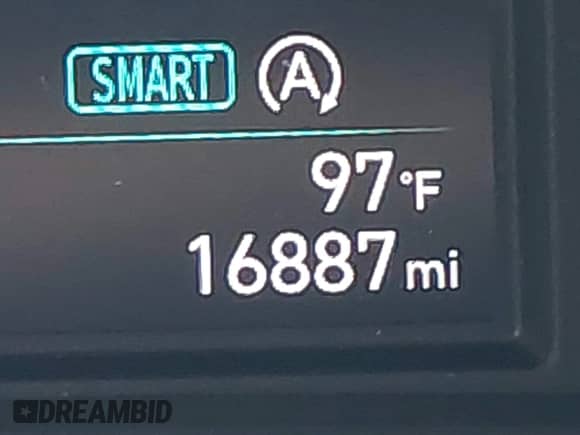 SMART A
97°F
16887 mi
DREAMBID